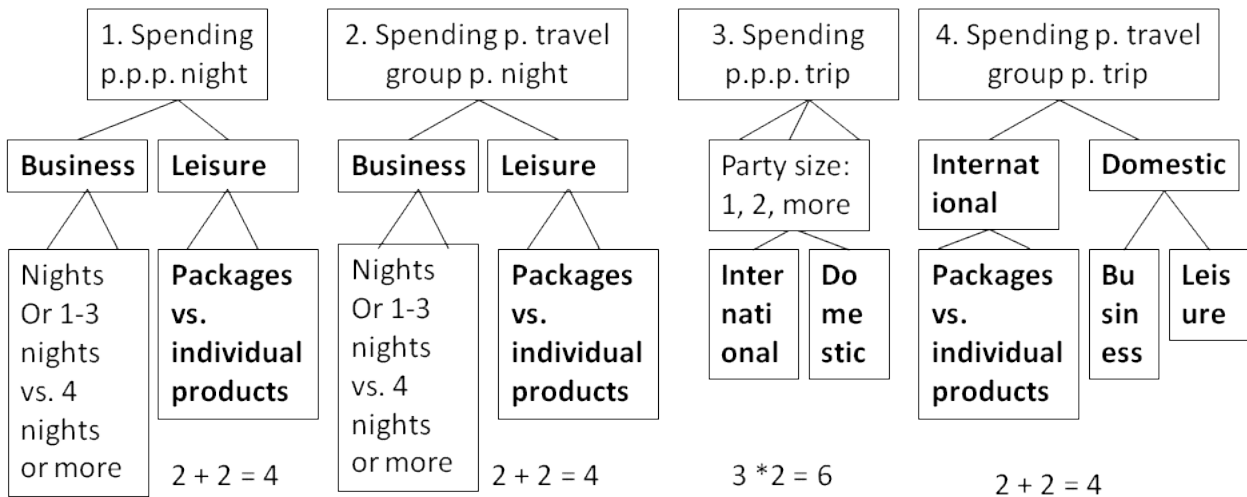 1. Spending
p.p.p. night
2. Spending p. travel
group p. night
3. Spending
p.p.p. trip
4. Spending p. travel
group p. trip
Business
Leisure
Business
Leisure
Party size:
1, 2, more
Internat
ional
Domestic
Nights
Or 1-3
nights
vs. 4
nights
or more
Packages
vs.
individual
products
Nights
Or 1-3
nights
vs. 4
nights
or more
Packages
vs.
individual
products
Inter
nati
onal
Do
me
stic
Packages
vs.
individual
products
Bu
sin
ess
Leis
ure
2 + 2 = 4
2 + 2 = 4
3 *2 = 6
2 + 2 = 4